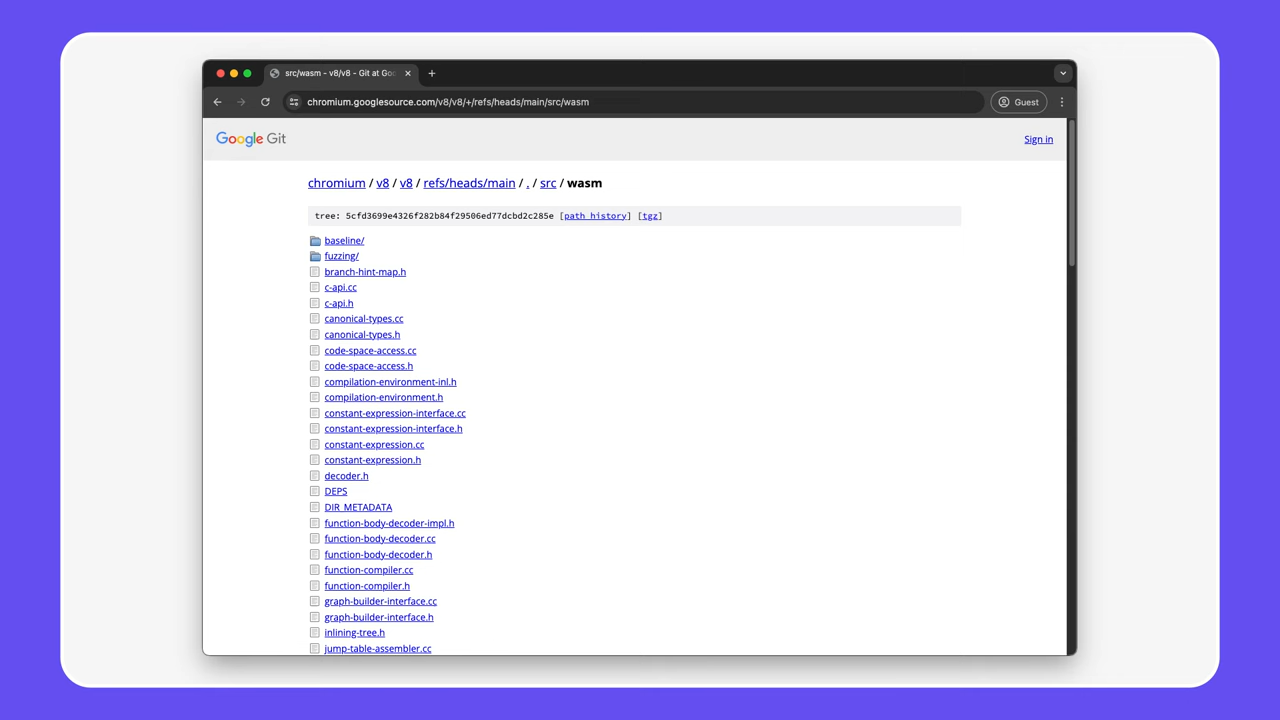 src/wasm - v8/v8 - Git at Goo
chromium.googlesource.com/v8/v8/+/refs/heads/main/src/wasm
Guest
Google Git
Sign in
chromium / v8 / v8 / refs/heads/main / . / src / wasm
tree: 5cfd3699e4326f282b84f29506ed77dcbd2c285e [path history] [tgz]
baseline/
fuzzing/
branch-hint-map.h
c-api.cc
c-api.h
canonical-types.cc
canonical-types.h
code-space-access.cc
code-space-access.h
compilation-environment-inl.h
compilation-environment.h
constant-expression-interface.cc
constant-expression-interface.h
constant-expression.cc
constant-expression.h
decoder.h
DEPS
DIR_METADATA
function-body-decoder-impl.h
function-body-decoder.cc
function-body-decoder.h
function-compiler.cc
function-compiler.h
graph-builder-interface.cc
graph-builder-interface.h
inlining-tree.h
jump-table-assembler.cc